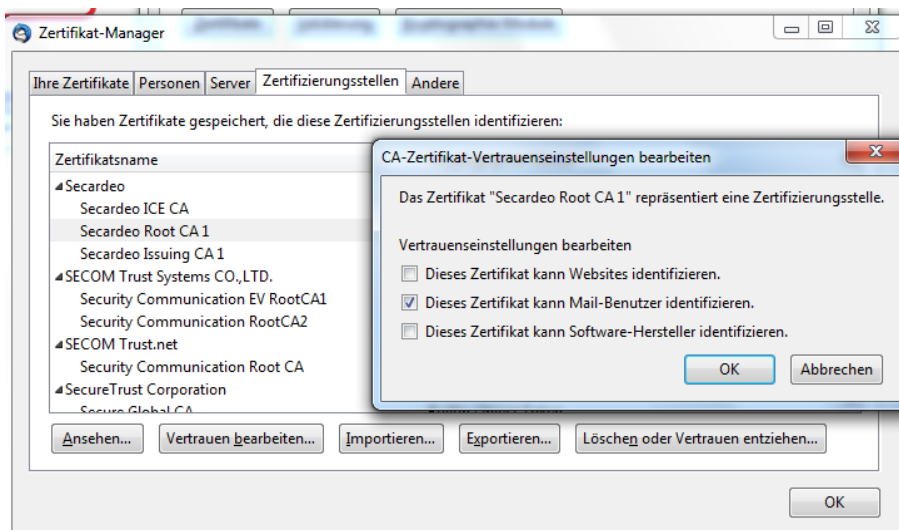 Zertifikat-Manager
Ihre Zertifikate Personen Server Zertifizierungsstellen Andere
Sie haben Zertifikate gespeichert, die diese Zertifizierungsstellen identifizieren:
Zertifikatsname
Secardeo
Secardeo ICE CA
Secardeo Root CA 1
Secardeo Issuing CA 1
SECOM Trust Systems CO.,LTD.
Security Communication EV RootCA1
Security Communication RootCA2
SECOM Trust.net
Security Communication Root CA
SecureTrust Corporation
Secure Global CA
CA-Zertifikat-Vertrauenseinstellungen bearbeiten
Das Zertifikat "Secardeo Root CA 1" repräsentiert eine Zertifizierungsstelle.
Vertrauenseinstellungen bearbeiten
Dieses Zertifikat kann Websites identifizieren.
Dieses Zertifikat kann Mail-Benutzer identifizieren.
Dieses Zertifikat kann Software-Hersteller identifizieren.
OK Abbrechen
Ansehen... Vertrauen bearbeiten... Importieren... Exportieren... Löschen oder Vertrauen entziehen...
OK